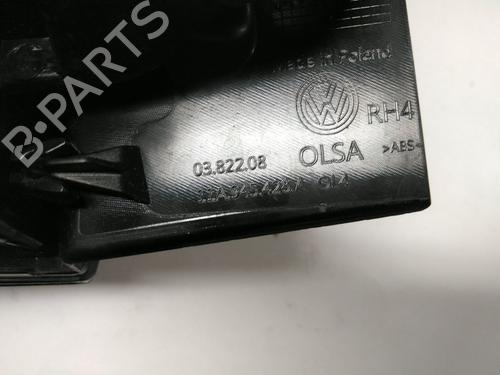 B-PARTS
Made in Poland
RH4
03.822.08
OLSA
>ABS